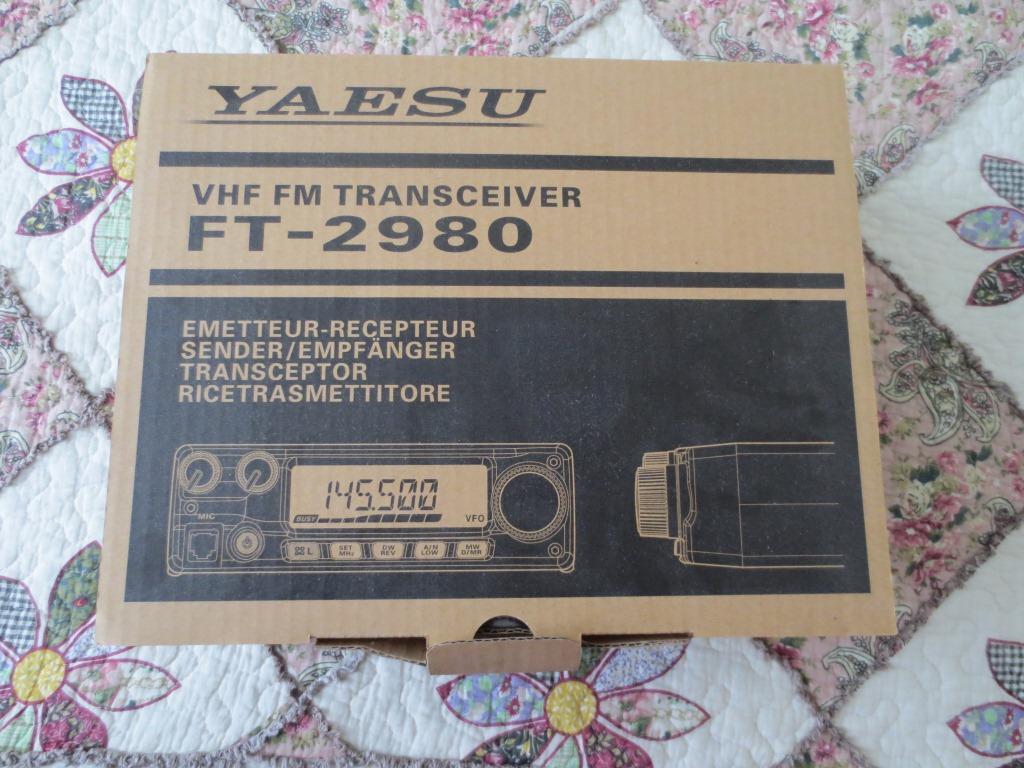 YAESU
VHF FM TRANSCEIVER
FT-2980
EMETTEUR-RECEPTEUR
SENDER/EMPFÄNGER
TRANSCEPTOR
RICETRASMETTITORE
145.500
BUSY
VFO
MIC
L
SET
MHz
DW
REV
A/N
LOW
MW
D/MR